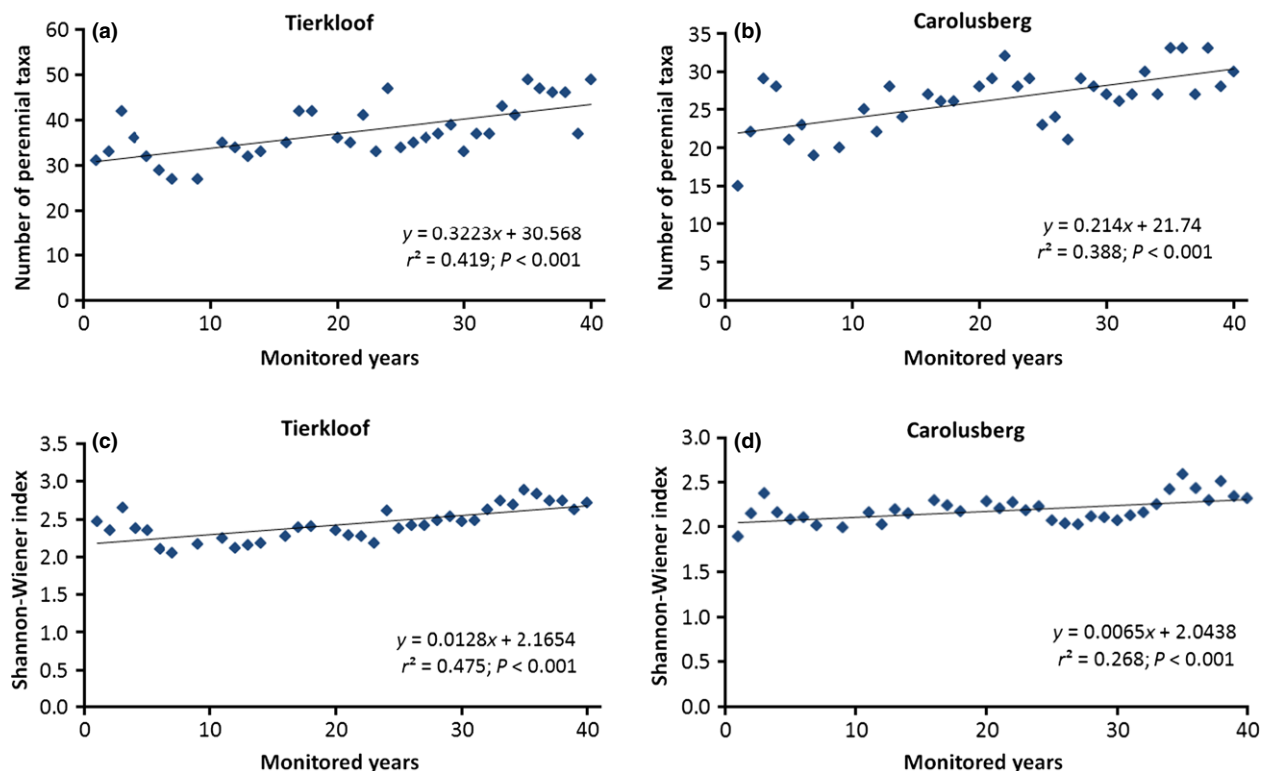 (a)
Tierkloof
Number of perennial taxa
60
50
40
30
20
10
0
y = 0.3223x + 30.568
r² = 0.419; P < 0.001
0 10 20 30 40
Monitored years
(b)
Carolusberg
Number of perennial taxa
35
30
25
20
15
10
5
0
y = 0.214x + 21.74
r² = 0.388; P < 0.001
0 10 20 30 40
Monitored years
(c)
Tierkloof
Shannon-Wiener index
3.5
3.0
2.5
2.0
1.5
1.0
0.5
0.0
y = 0.0128x + 2.1654
r² = 0.475; P < 0.001
0 10 20 30 40
Monitored years
(d)
Carolusberg
Shannon-Wiener index
3.0
2.5
2.0
1.5
1.0
0.5
0.0
y = 0.0065x + 2.0438
r² = 0.268; P < 0.001
0 10 20 30 40
Monitored years